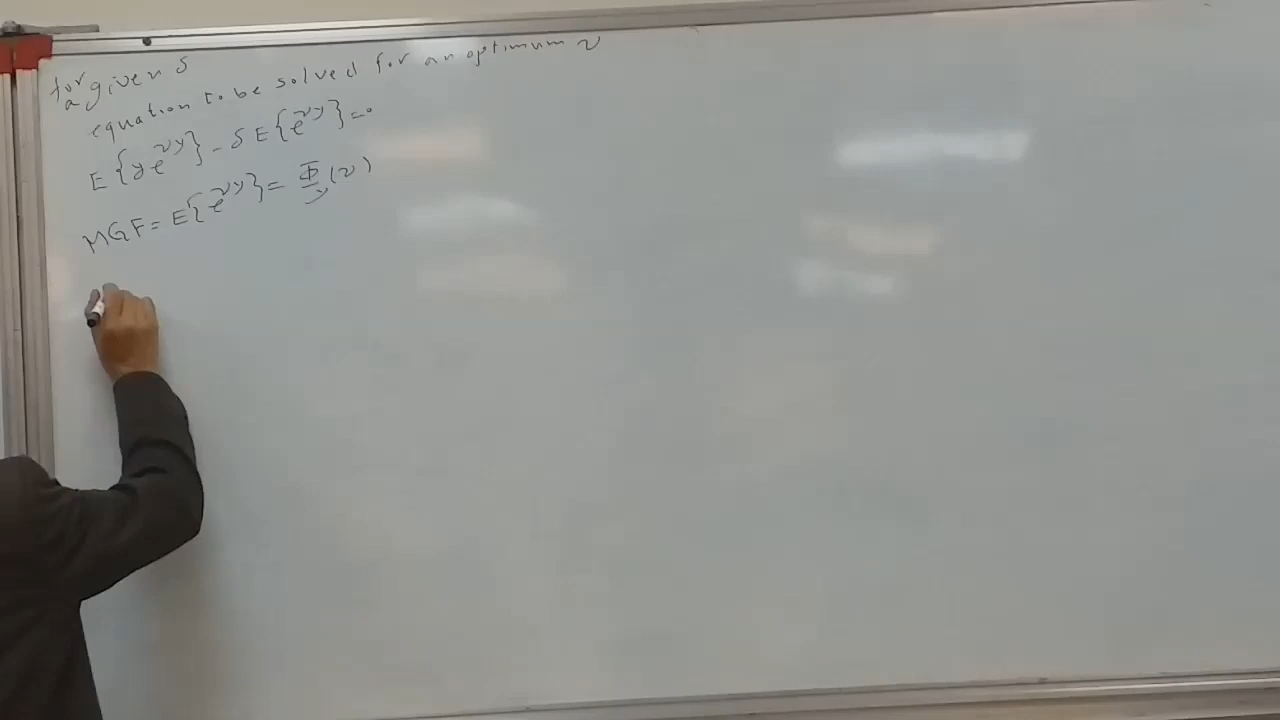 for a given δ
equation to be solved for an optimum ν
E{y e^{νy}} - δ E{e^{νy}} = 0
MGF = E{e^{νy}} = Φ_y(ν)